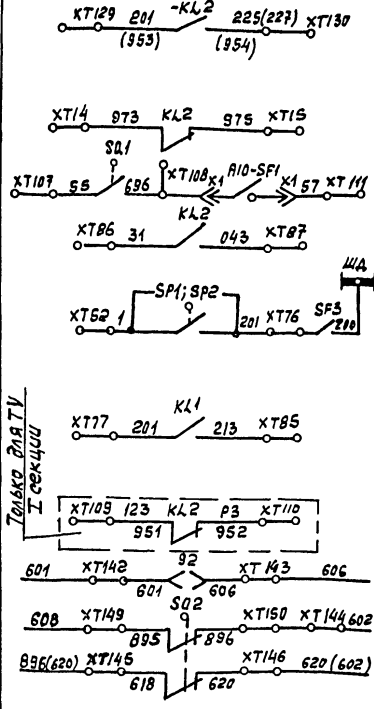 XT129 201 -KL2 225(227) XT130
(953) (954)
XT14 973 KL2 975 XT15
SQ1
XT107 55 696 XT108 X1 A10-SF1 X1 57 XT111
KL2
XT86 31 043 XT87
ШД
SP1; SP2
XT52 1 201 XT76 SF3 200
KL1
XT77 201 213 XT85
Только для TV
I секции
XT109 123 KL2 P3 XT110
951 952
601 XT142 92 XT143 606
601 606
SQ2
608 XT149 XT150 XT144 602
895 896
896(620) XT145 XT146 620(602)
618 620